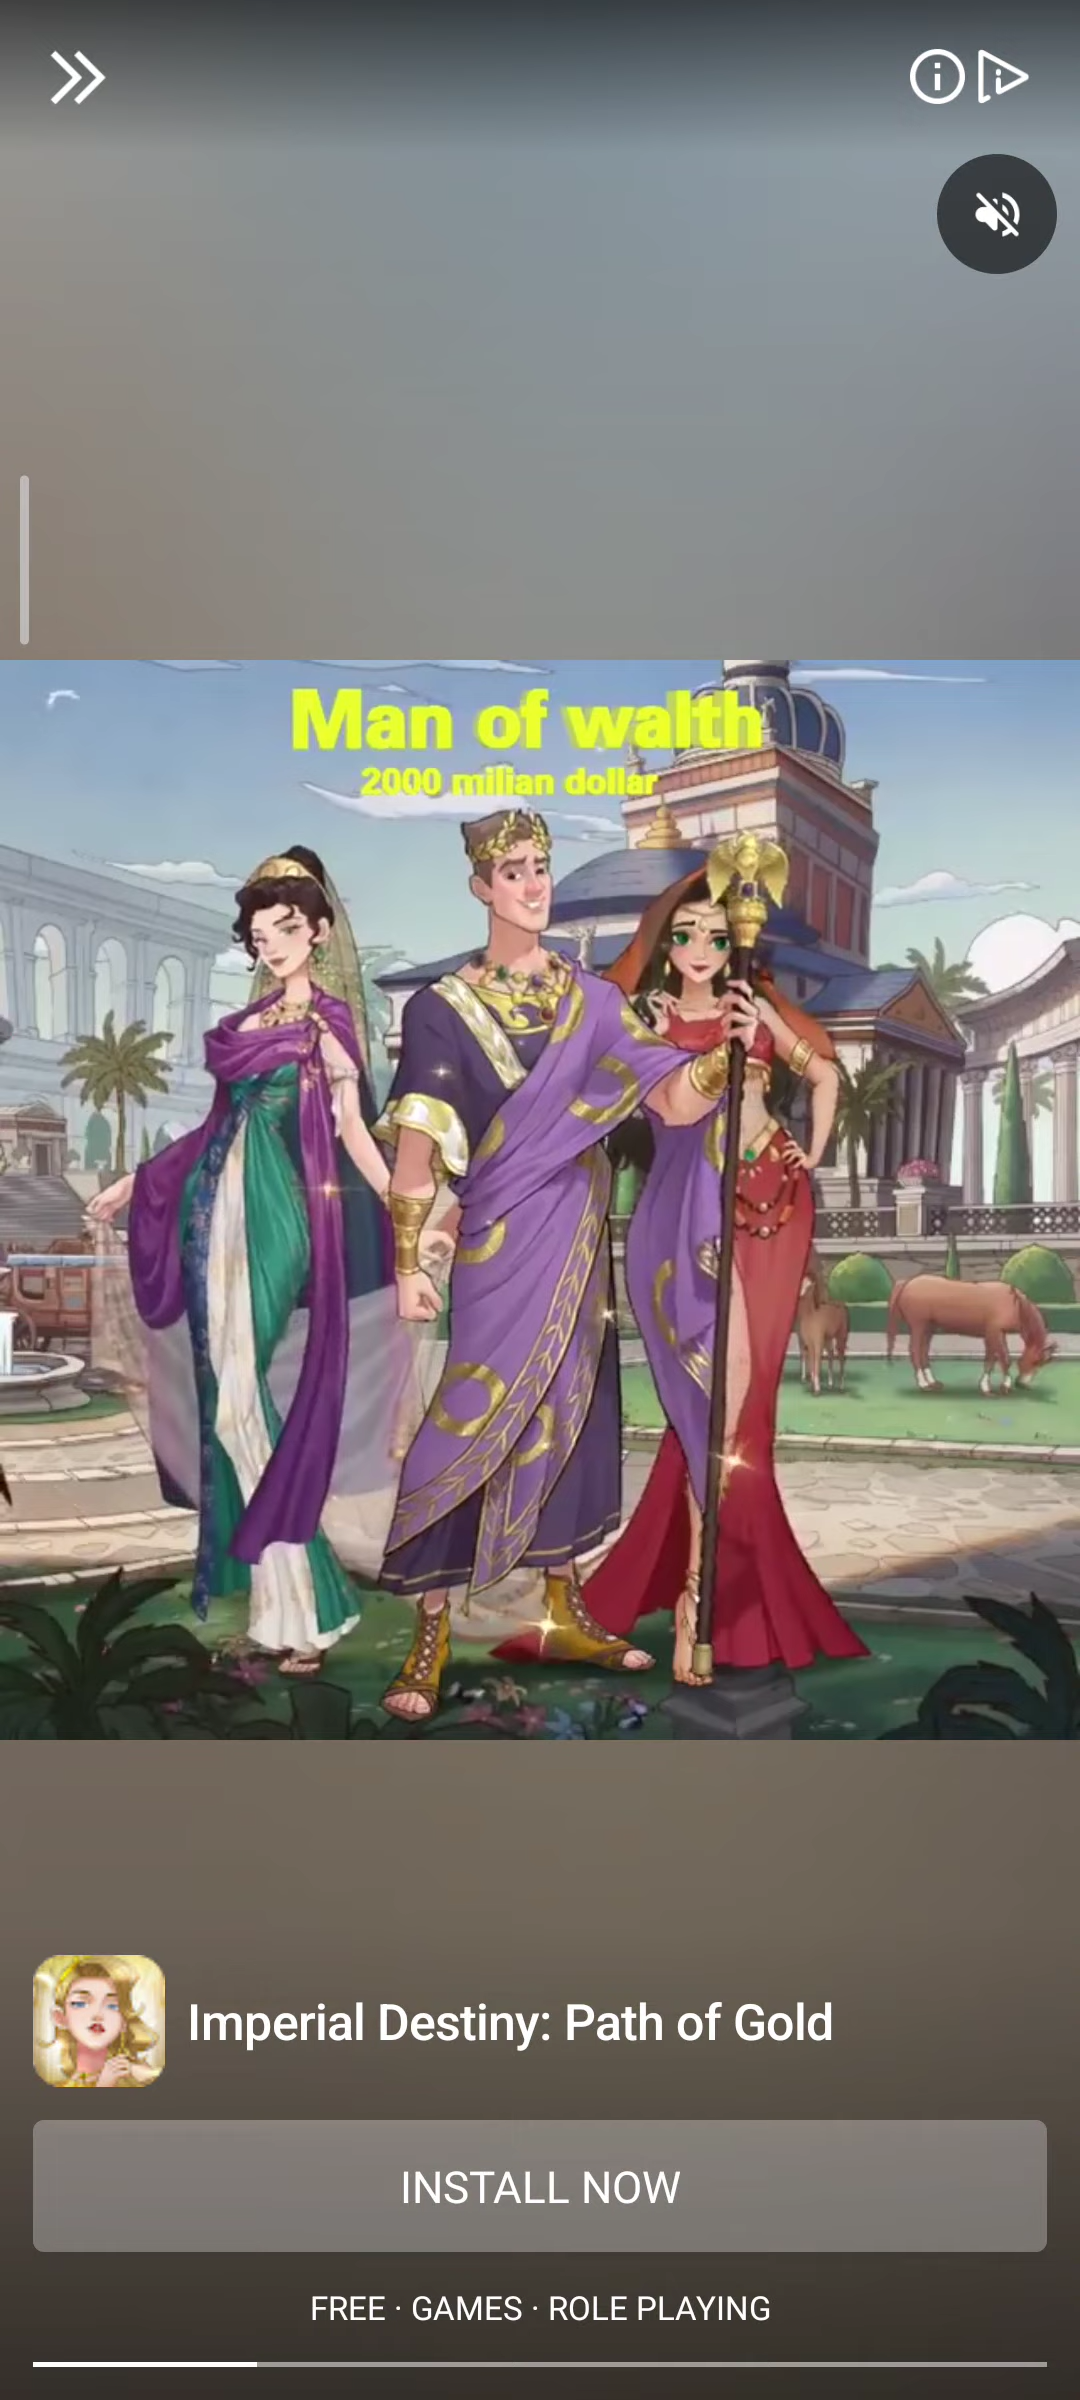 Man of walth
2000 milian dollar
Imperial Destiny: Path of Gold
INSTALL NOW
FREE · GAMES · ROLE PLAYING